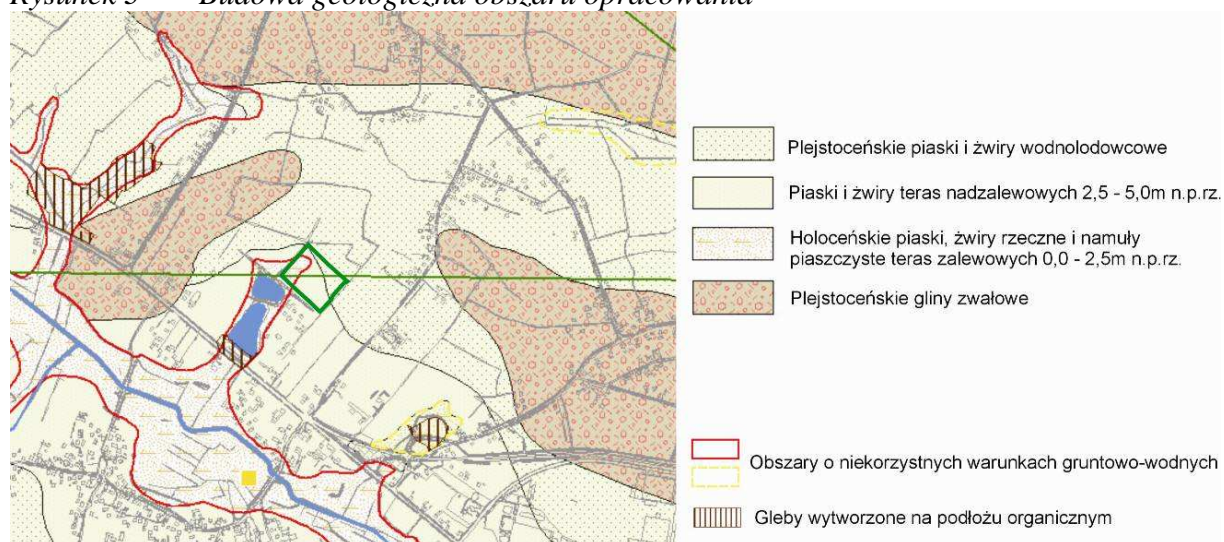 Rysunek 3 Budowa geologiczna obszaru opracowania
Plejstoceńskie piaski i żwiry wodnolodowcowe
Piaski i żwiry teras nadzalewowych 2,5 - 5,0m n.p.rz.
Holoceńskie piaski, żwiry rzeczne i namuły
piaszczyste teras zalewowych 0,0 - 2,5m n.p.rz.
Plejstoceńskie gliny zwałowe
Obszary o niekorzystnych warunkach gruntowo-wodnych
Gleby wytworzone na podłożu organicznym